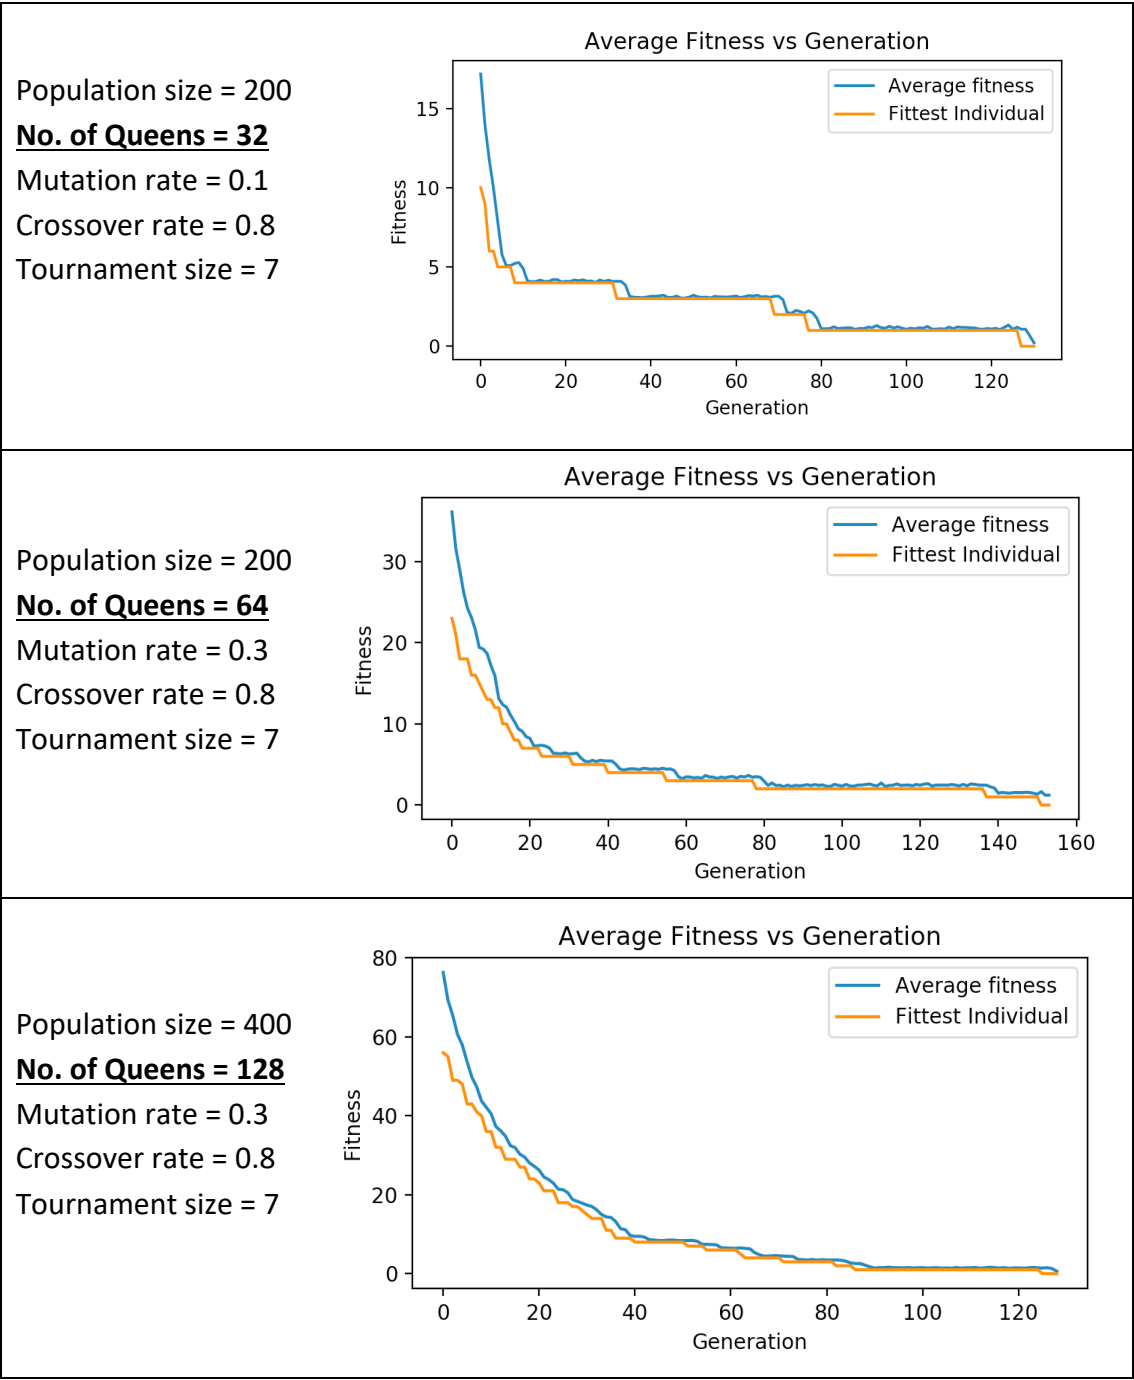 Population size = 200
No. of Queens = 32
Mutation rate = 0.1
Crossover rate = 0.8
Tournament size = 7
Average Fitness vs Generation
Average fitness
Fittest Individual
Fitness
15
10
5
0
0 20 40 60 80 100 120
Generation
Population size = 200
No. of Queens = 64
Mutation rate = 0.3
Crossover rate = 0.8
Tournament size = 7
Average Fitness vs Generation
Average fitness
Fittest Individual
Fitness
30
20
10
0
0 20 40 60 80 100 120 140 160
Generation
Population size = 400
No. of Queens = 128
Mutation rate = 0.3
Crossover rate = 0.8
Tournament size = 7
Average Fitness vs Generation
Average fitness
Fittest Individual
Fitness
80
60
40
20
0
0 20 40 60 80 100 120
Generation